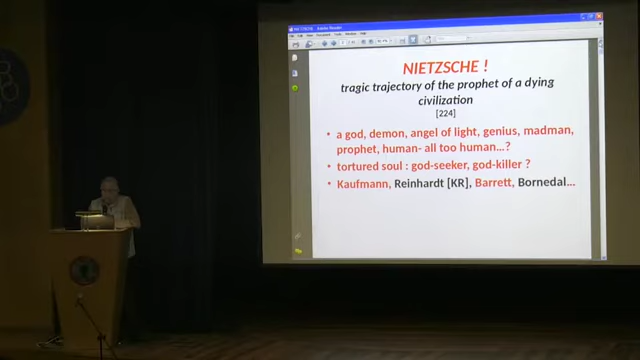 NIETZSCHE !
tragic trajectory of the prophet of a dying
civilization
[224]
• a god, demon, angel of light, genius, madman,
prophet, human- all too human...?
• tortured soul : god-seeker, god-killer ?
• Kaufmann, Reinhardt [KR], Barrett, Bornedal...